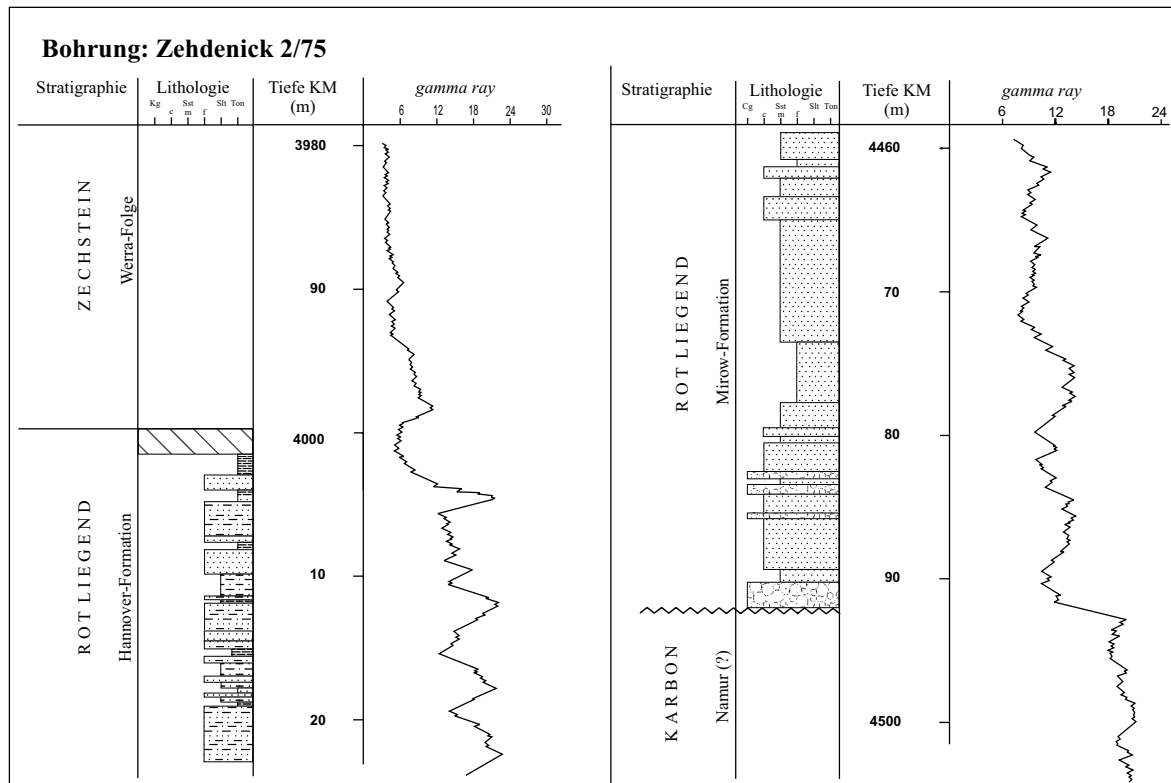 Bohrung: Zehdenick 2/75
Stratigraphie
Lithologie
Kg c Sst m f Slt Ton
Tiefe KM
(m)
gamma ray
6 12 18 24 30
ZECHSTEIN
Werra-Folge
ROTLIEGEND
Hannover-Formation
3980
90
4000
10
20
Stratigraphie
Lithologie
Cg c Sst m f Slt Ton
Tiefe KM
(m)
gamma ray
6 12 18 24
ROTLIEGEND
Mirow-Formation
KARBON
Namur (?)
4460
70
80
90
4500